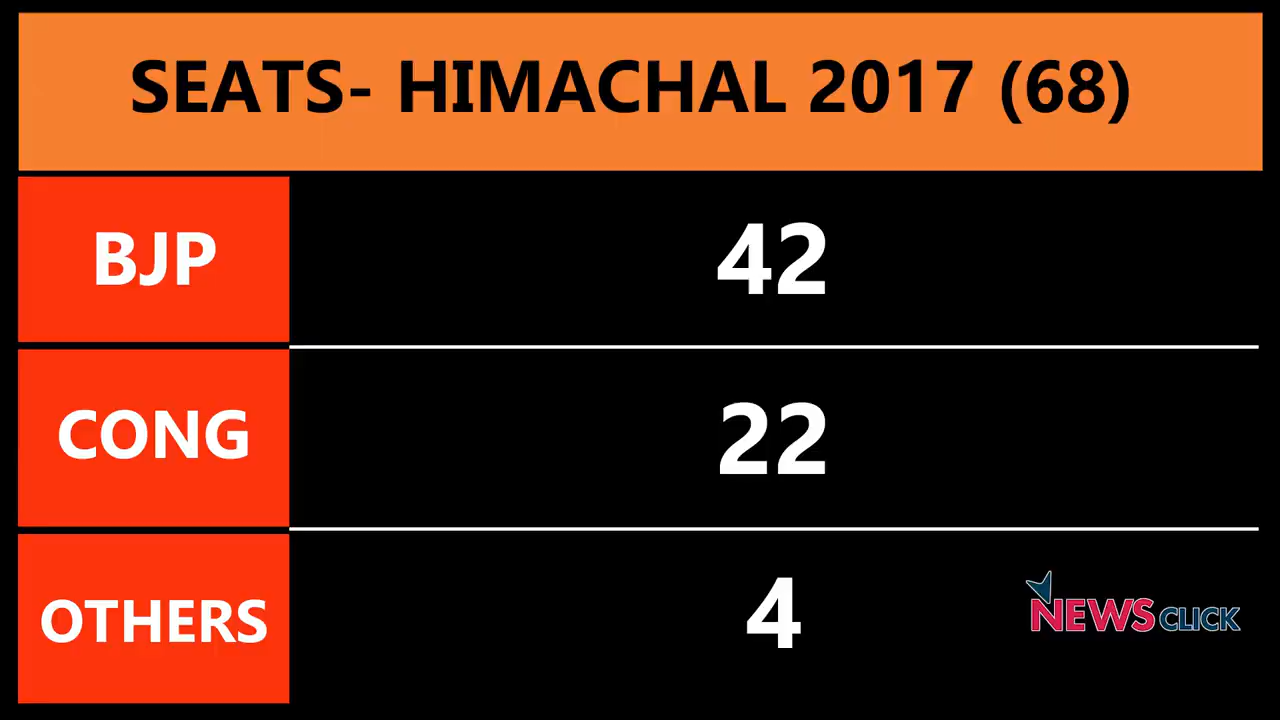 SEATS- HIMACHAL 2017 (68)
BJP 42
CONG 22
OTHERS 4
NEWSCLICK